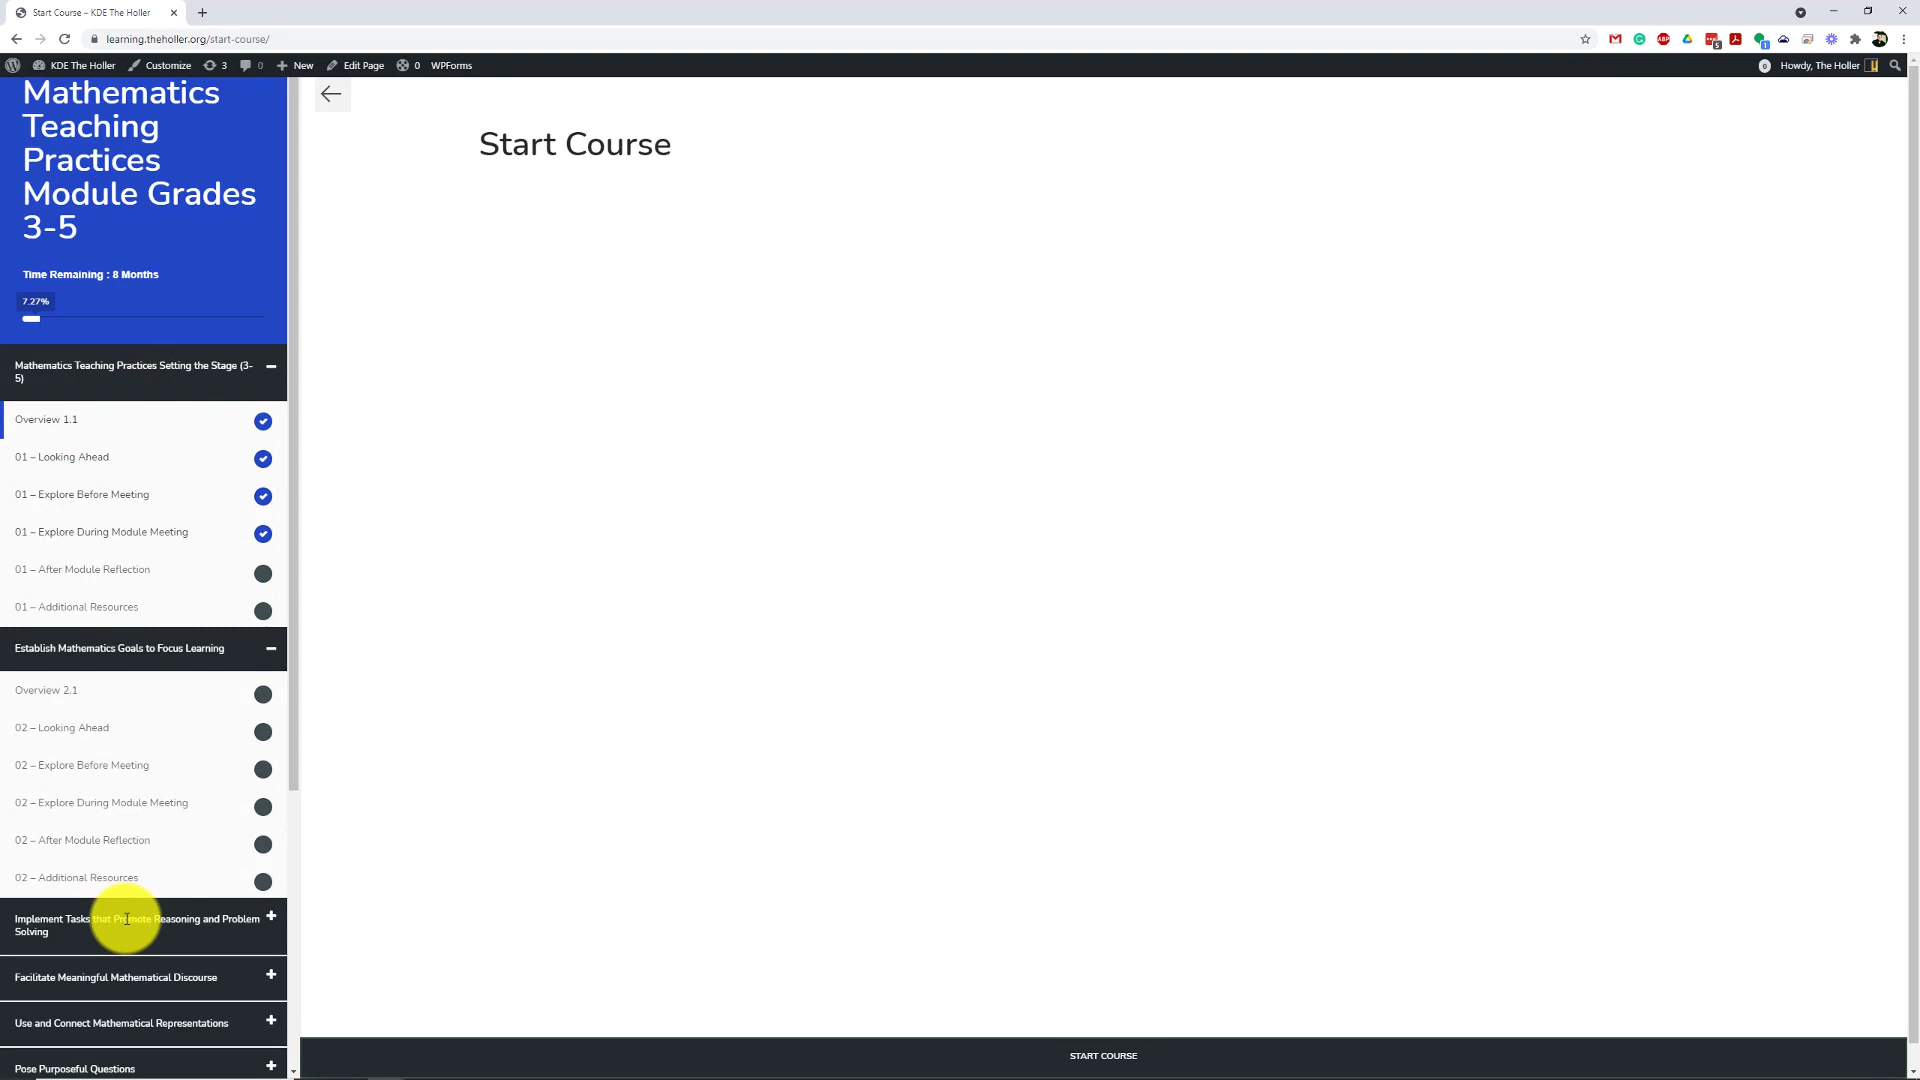 Start Course – KDE The Holler
learning.theholler.org/start-course/
KDE The Holler
Customize
3
0
New
Edit Page
0
WPForms
0
Howdy, The Holler
Mathematics
Teaching
Practices
Module Grades
3-5
Time Remaining : 8 Months
7.27%
Mathematics Teaching Practices Setting the Stage (3-
5)
Overview 1.1
01 – Looking Ahead
01 – Explore Before Meeting
01 – Explore During Module Meeting
01 – After Module Reflection
01 – Additional Resources
Establish Mathematics Goals to Focus Learning
Overview 2.1
02 – Looking Ahead
02 – Explore Before Meeting
02 – Explore During Module Meeting
02 – After Module Reflection
02 – Additional Resources
Implement Tasks that Promote Reasoning and Problem
Solving
Facilitate Meaningful Mathematical Discourse
Use and Connect Mathematical Representations
Pose Purposeful Questions
Start Course
START COURSE